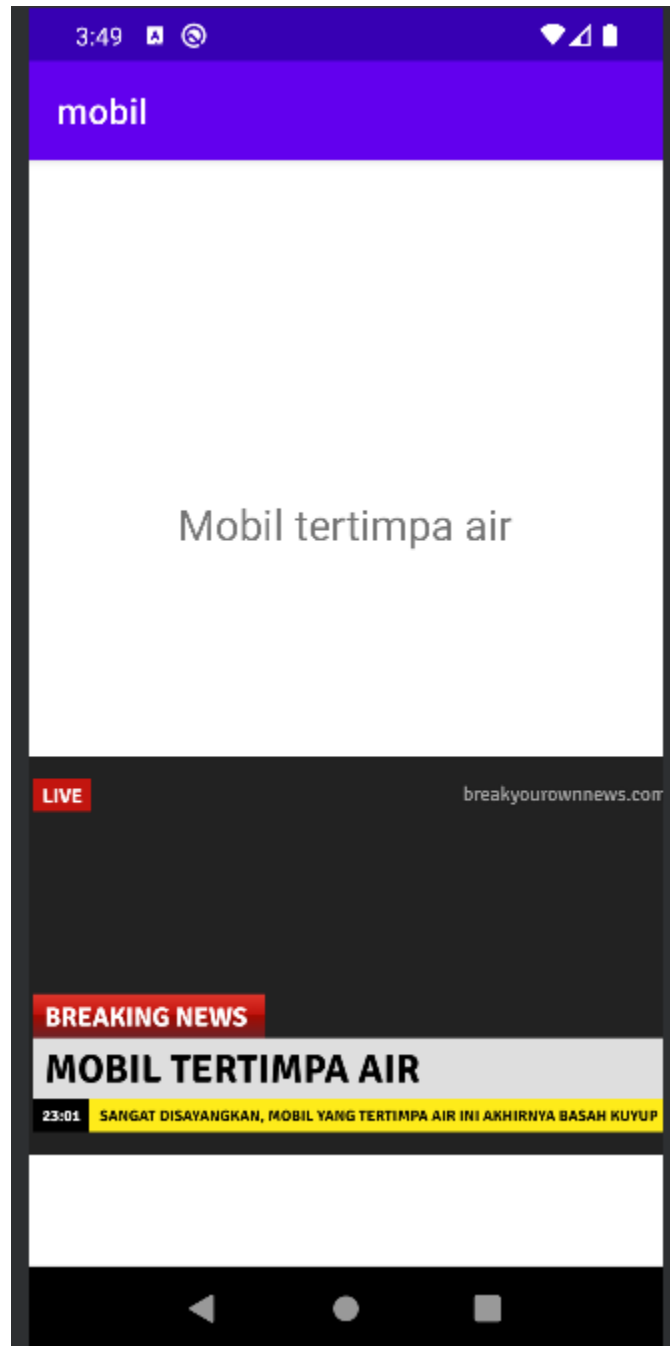 3:49
mobil
Mobil tertimpa air
LIVE
breakyourownnews.com
BREAKING NEWS
MOBIL TERTIMPA AIR
23:01 SANGAT DISAYANGKAN, MOBIL YANG TERTIMPA AIR INI AKHIRNYA BASAH KUYUP